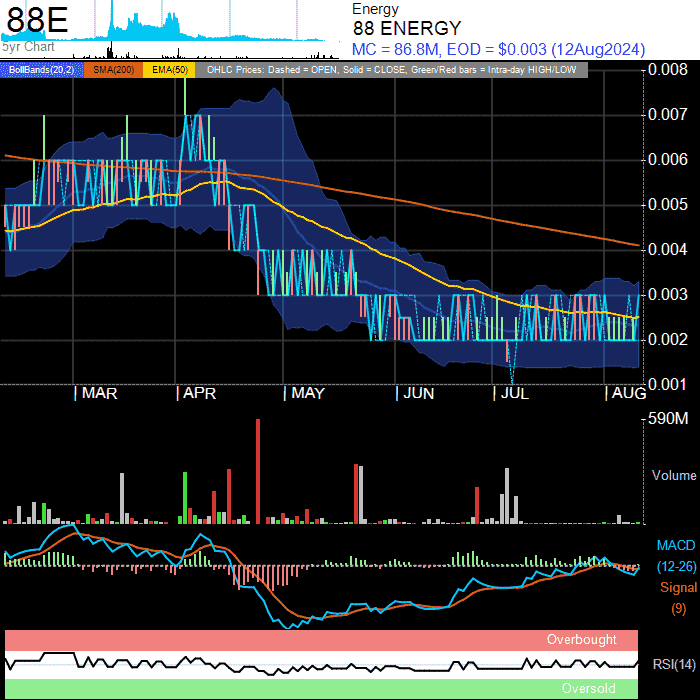 88E
5yr Chart
Energy
88 ENERGY
MC = 86.8M, EOD = $0.003 (12Aug2024)
BollBands(20,2) SMA(200) EMA(50) OHLC Prices: Dashed = OPEN, Solid = CLOSE, Green/Red bars = Intra-day HIGH/LOW
0.008
0.007
0.006
0.005
0.004
0.003
0.002
0.001
MAR APR MAY JUN JUL AUG
590M
Volume
MACD
(12-26)
Signal
(9)
Overbought
RSI(14)
Oversold